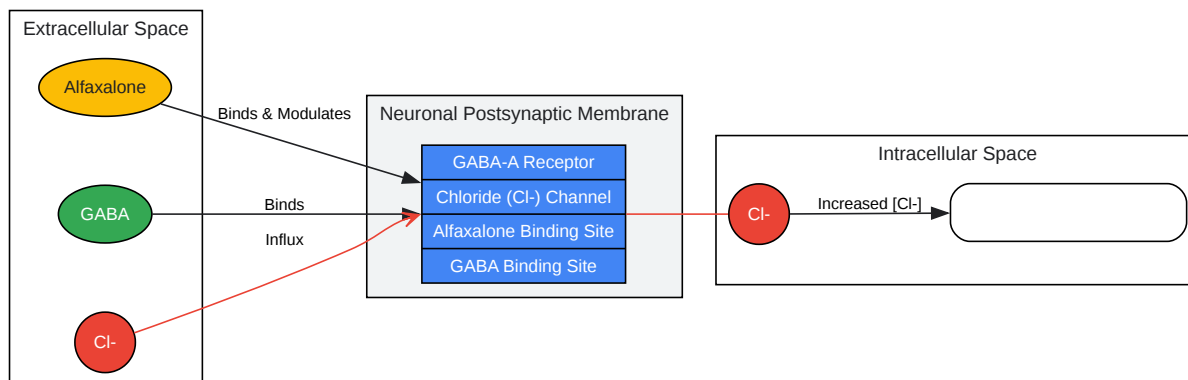 Extracellular Space
Alfaxalone
GABA
Cl-
Binds & Modulates
Binds
Influx
Neuronal Postsynaptic Membrane
GABA-A Receptor
Chloride (Cl-) Channel
Alfaxalone Binding Site
GABA Binding Site
Intracellular Space
Cl-
Increased [Cl-]